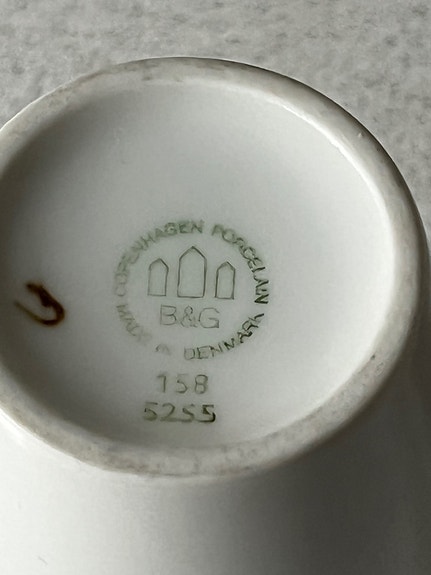 COPENHAGEN PORCELAIN
B&G
MADE IN DENMARK
158
5255